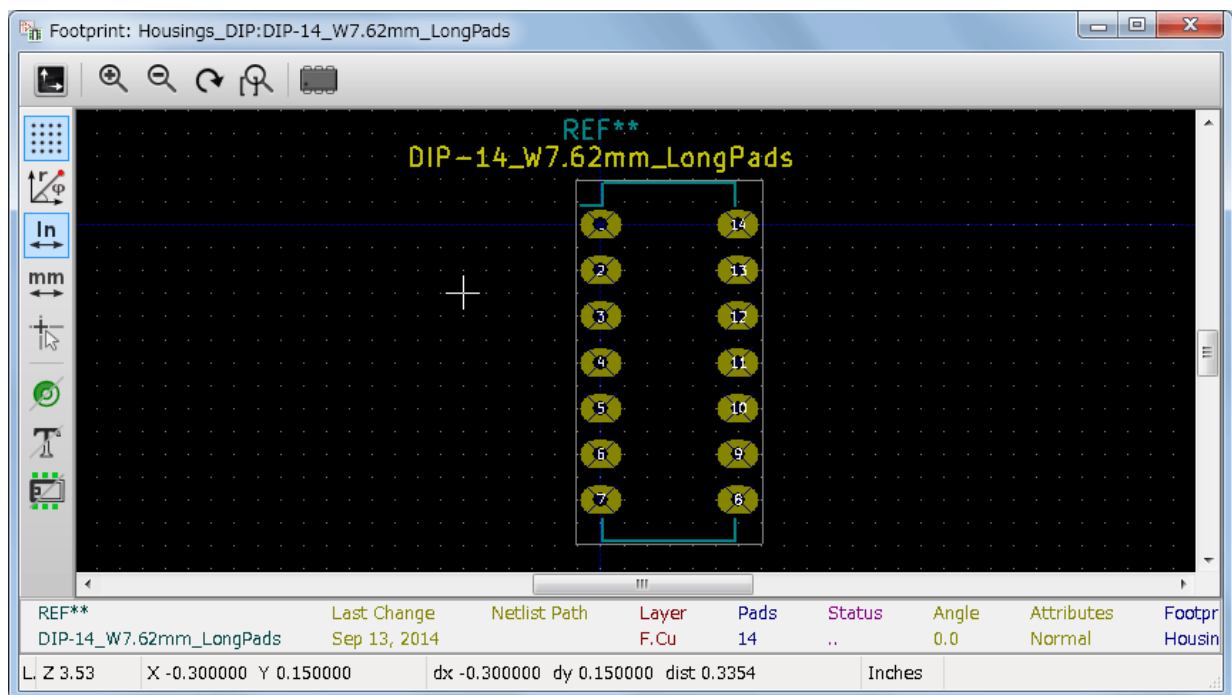 Footprint: Housings_DIP:DIP-14_W7.62mm_LongPads
In
mm
REF**
DIP-14_W7.62mm_LongPads
1 14
2 13
3 12
4 11
5 10
6 9
7 8
REF** Last Change Netlist Path Layer Pads Status Angle Attributes Footpr
DIP-14_W7.62mm_LongPads Sep 13, 2014 F.Cu 14 .. 0.0 Normal Housin
L. Z 3.53 X -0.300000 Y 0.150000 dx -0.300000 dy 0.150000 dist 0.3354 Inches